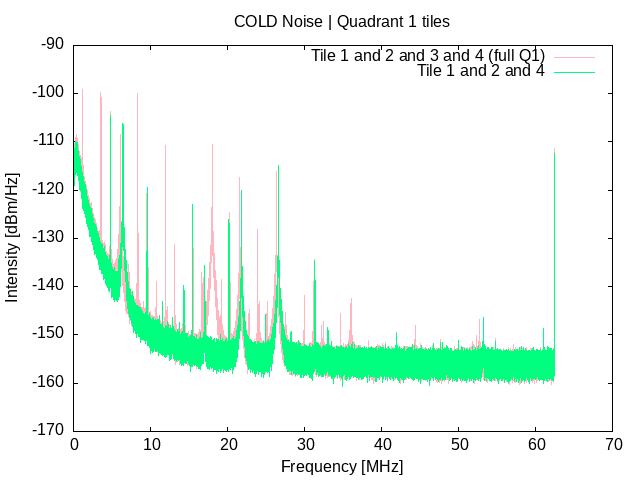 COLD Noise | Quadrant 1 tiles
Tile 1 and 2 and 3 and 4 (full Q1)
Tile 1 and 2 and 4
-90
-100
-110
-120
-130
-140
-150
-160
-170
Intensity [dBm/Hz]
0 10 20 30 40 50 60 70
Frequency [MHz]